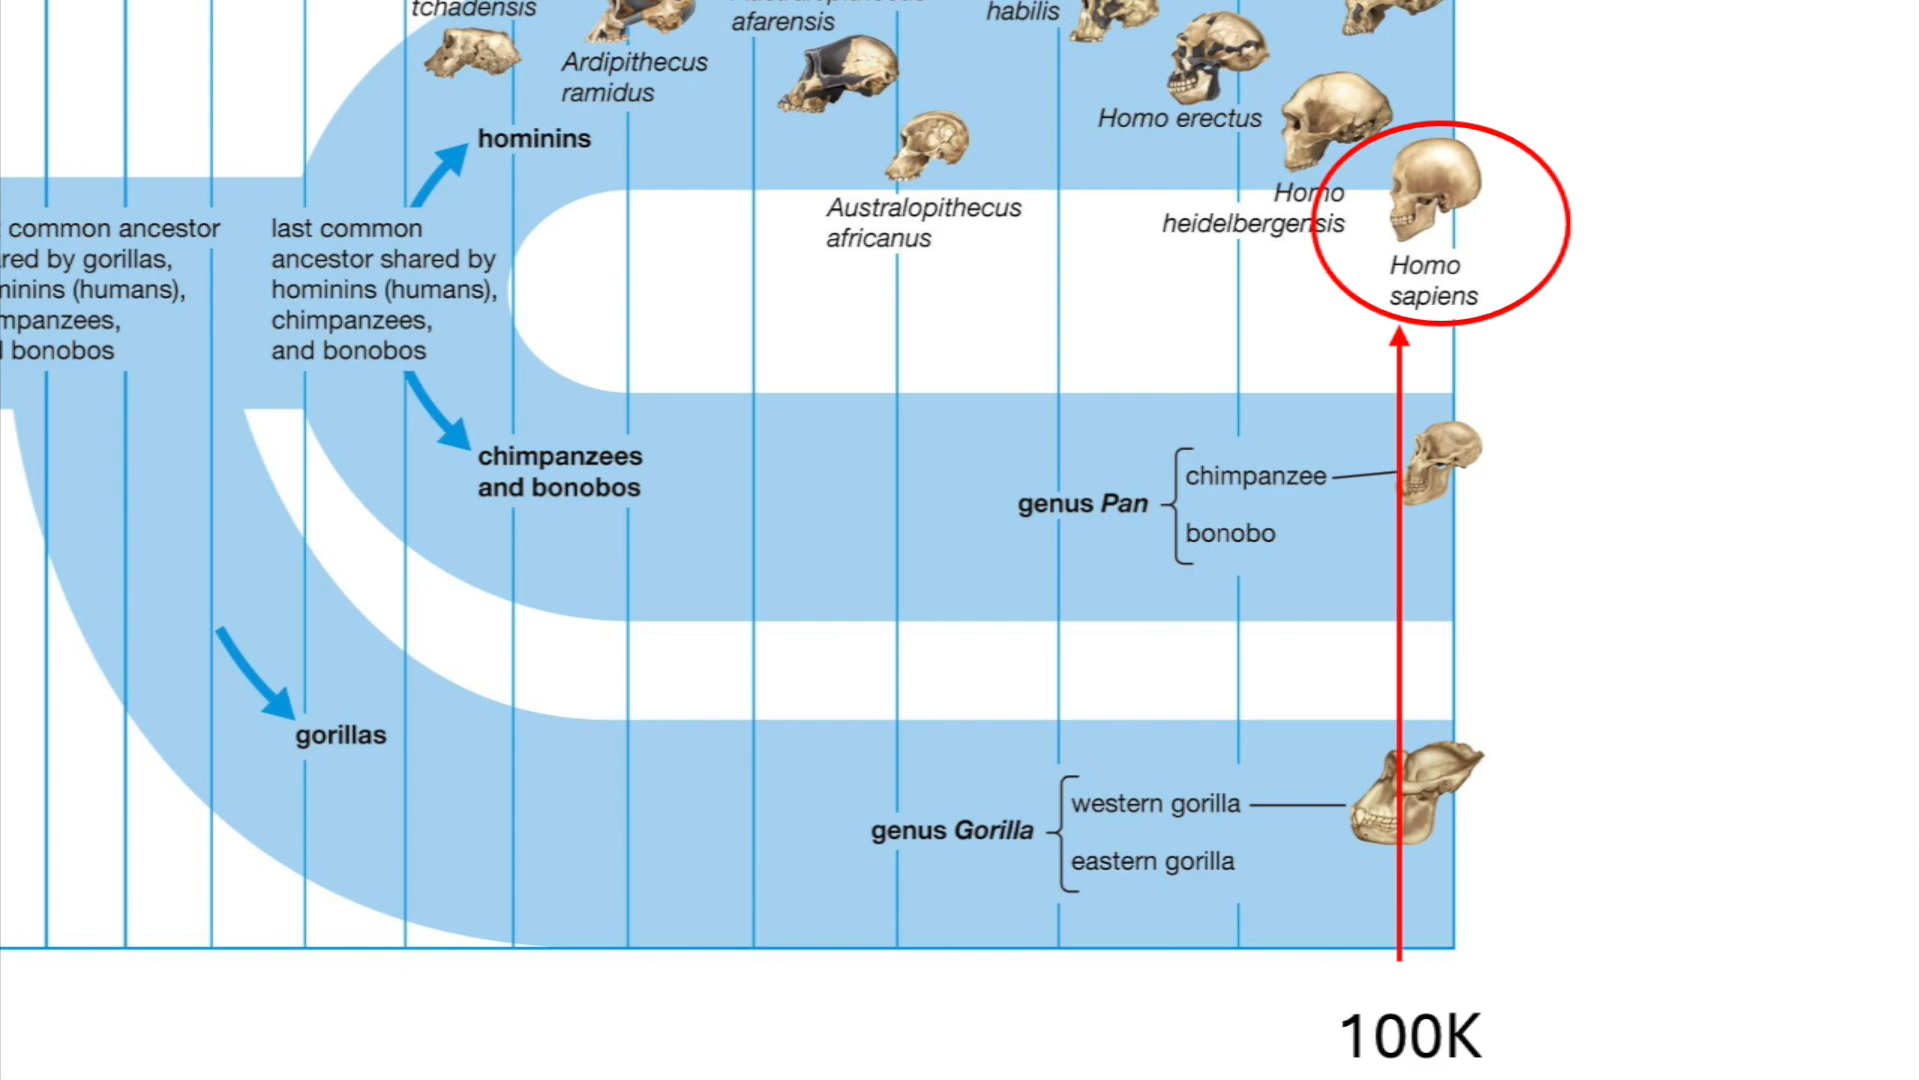 tchadensis
afarensis
habilis
Ardipithecus
ramidus
Homo erectus
hominins
Homo
heidelbergensis
Australopithecus
africanus
common ancestor
red by gorillas,
ninins (humans),
mpanzees,
bonobos
last common
ancestor shared by
hominins (humans),
chimpanzees,
and bonobos
Homo
sapiens
chimpanzees
and bonobos
genus Pan
chimpanzee
bonobo
gorillas
genus Gorilla
western gorilla
eastern gorilla
100K